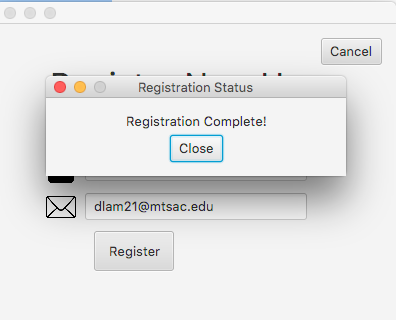 Cancel
Registration Status
Registration Complete!
Close
dlam21@mtsac.edu
Register